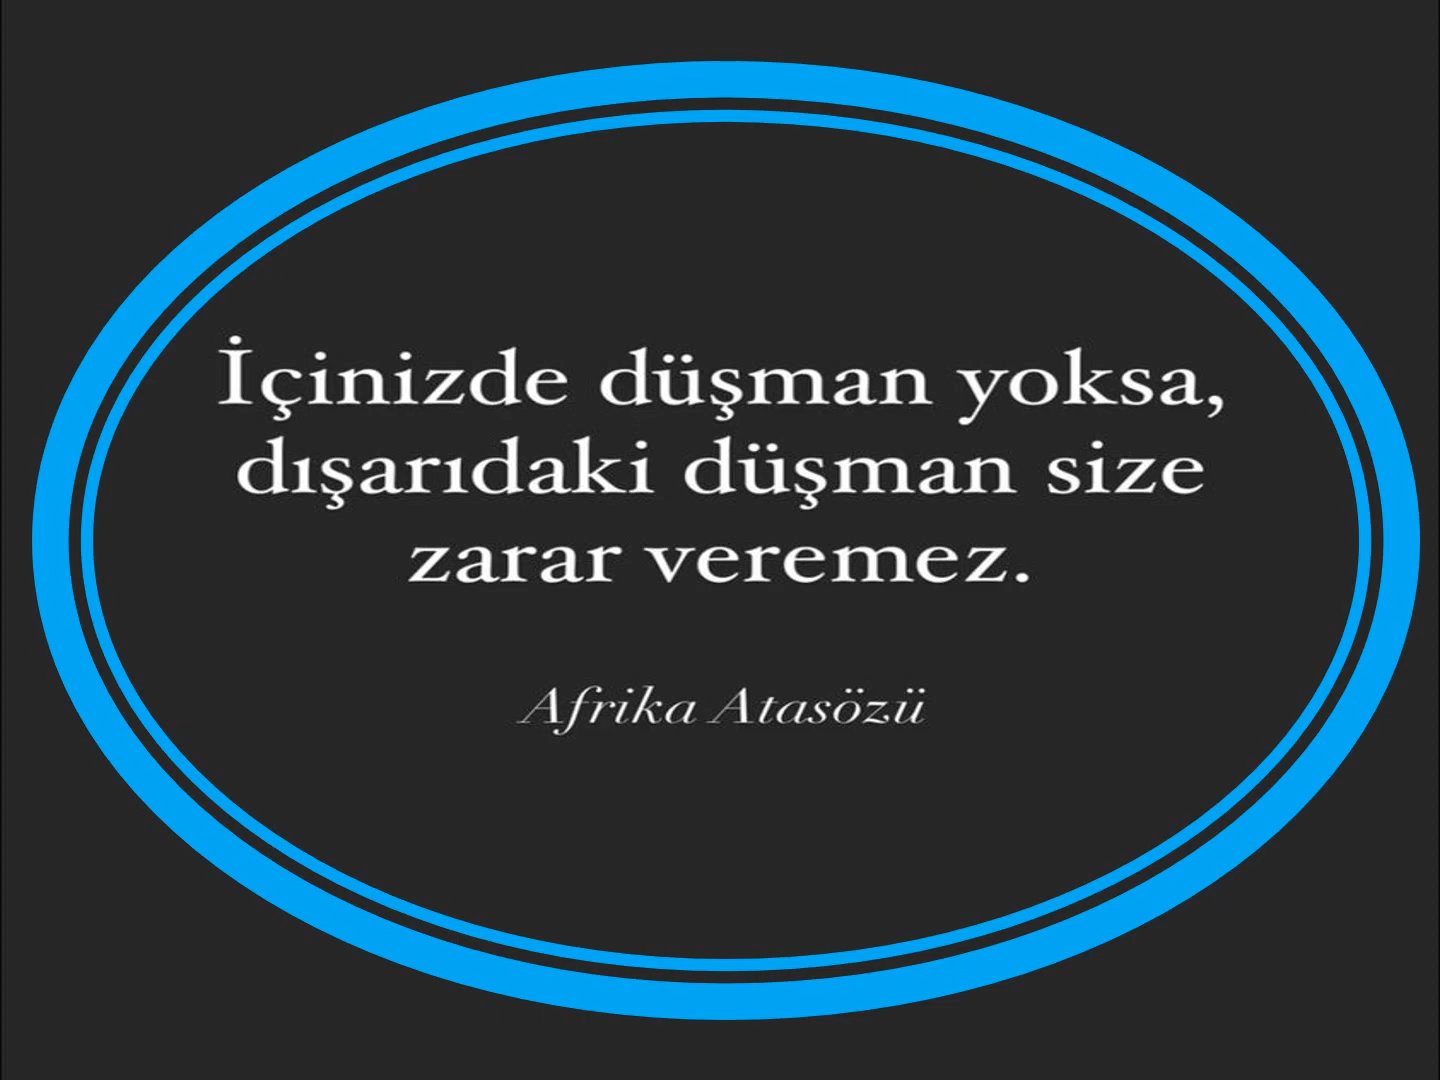 İçinizde düşman yoksa,
dışarıdaki düşman size
zarar veremez.
Afrika Atasözü